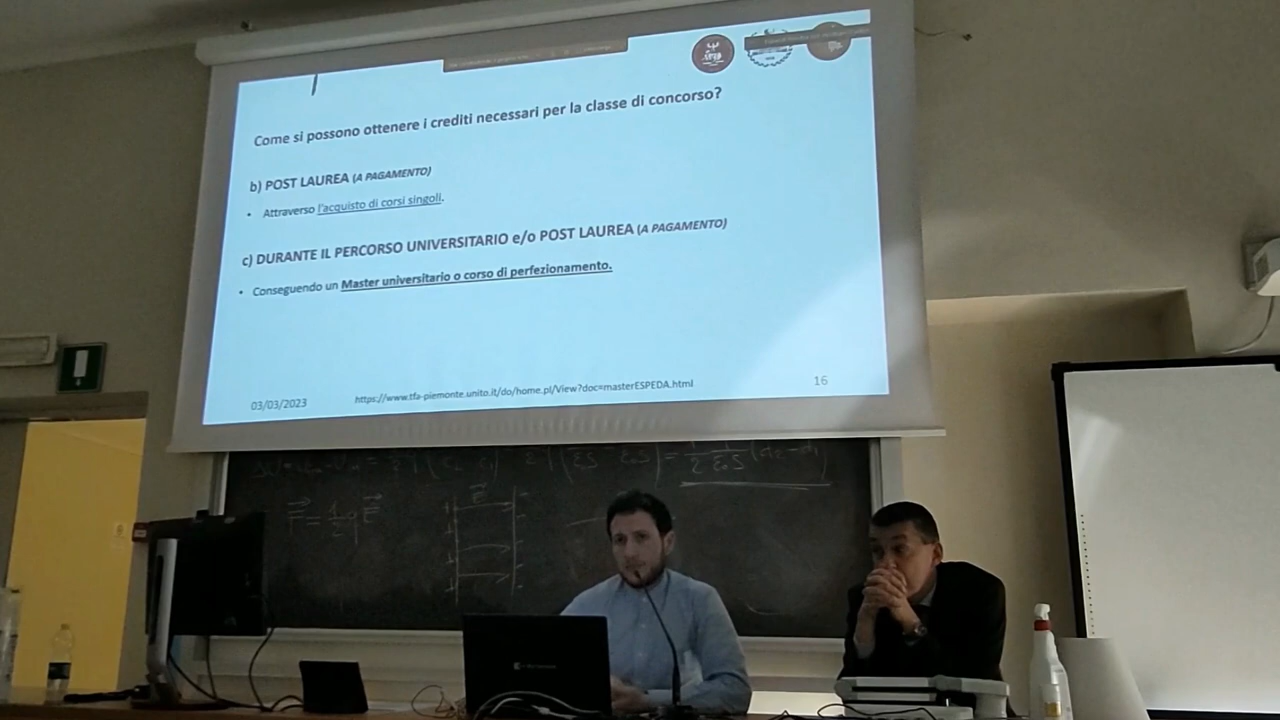 Come si possono ottenere i crediti necessari per la classe di concorso?
b) POST LAUREA (A PAGAMENTO)
• Attraverso l'acquisto di corsi singoli.
c) DURANTE IL PERCORSO UNIVERSITARIO e/o POST LAUREA (A PAGAMENTO)
• Conseguendo un Master universitario o corso di perfezionamento.
03/03/2023
https://www.tfa-piemonte.unito.it/do/home.pl/View?doc=masterESPEDA.html
16